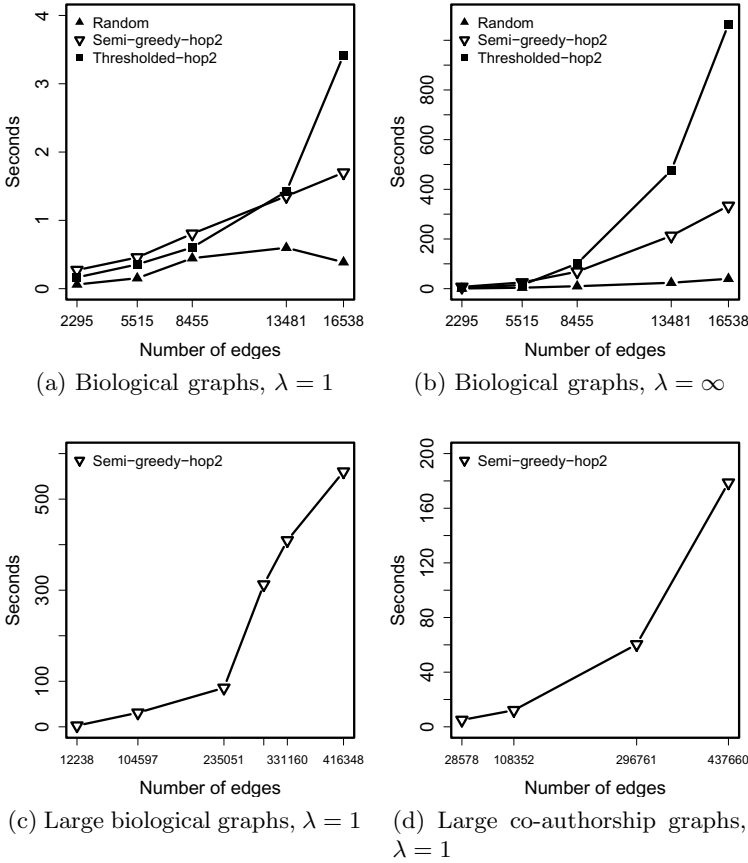 4
3
2
1
0
Seconds
Random
Semi−greedy−hop2
Thresholded−hop2
2295 5515 8455 13481 16538
Number of edges
(a) Biological graphs, λ = 1
800
600
400
200
0
Seconds
Random
Semi−greedy−hop2
Thresholded−hop2
2295 5515 8455 13481 16538
Number of edges
(b) Biological graphs, λ = ∞
500
300
100
0
Seconds
Semi−greedy−hop2
12238 104597 235051 331160 416348
Number of edges
(c) Large biological graphs, λ = 1
200
160
120
80
40
0
Seconds
Semi−greedy−hop2
28578 108352 296761 437660
Number of edges
(d) Large co-authorship graphs,
λ = 1